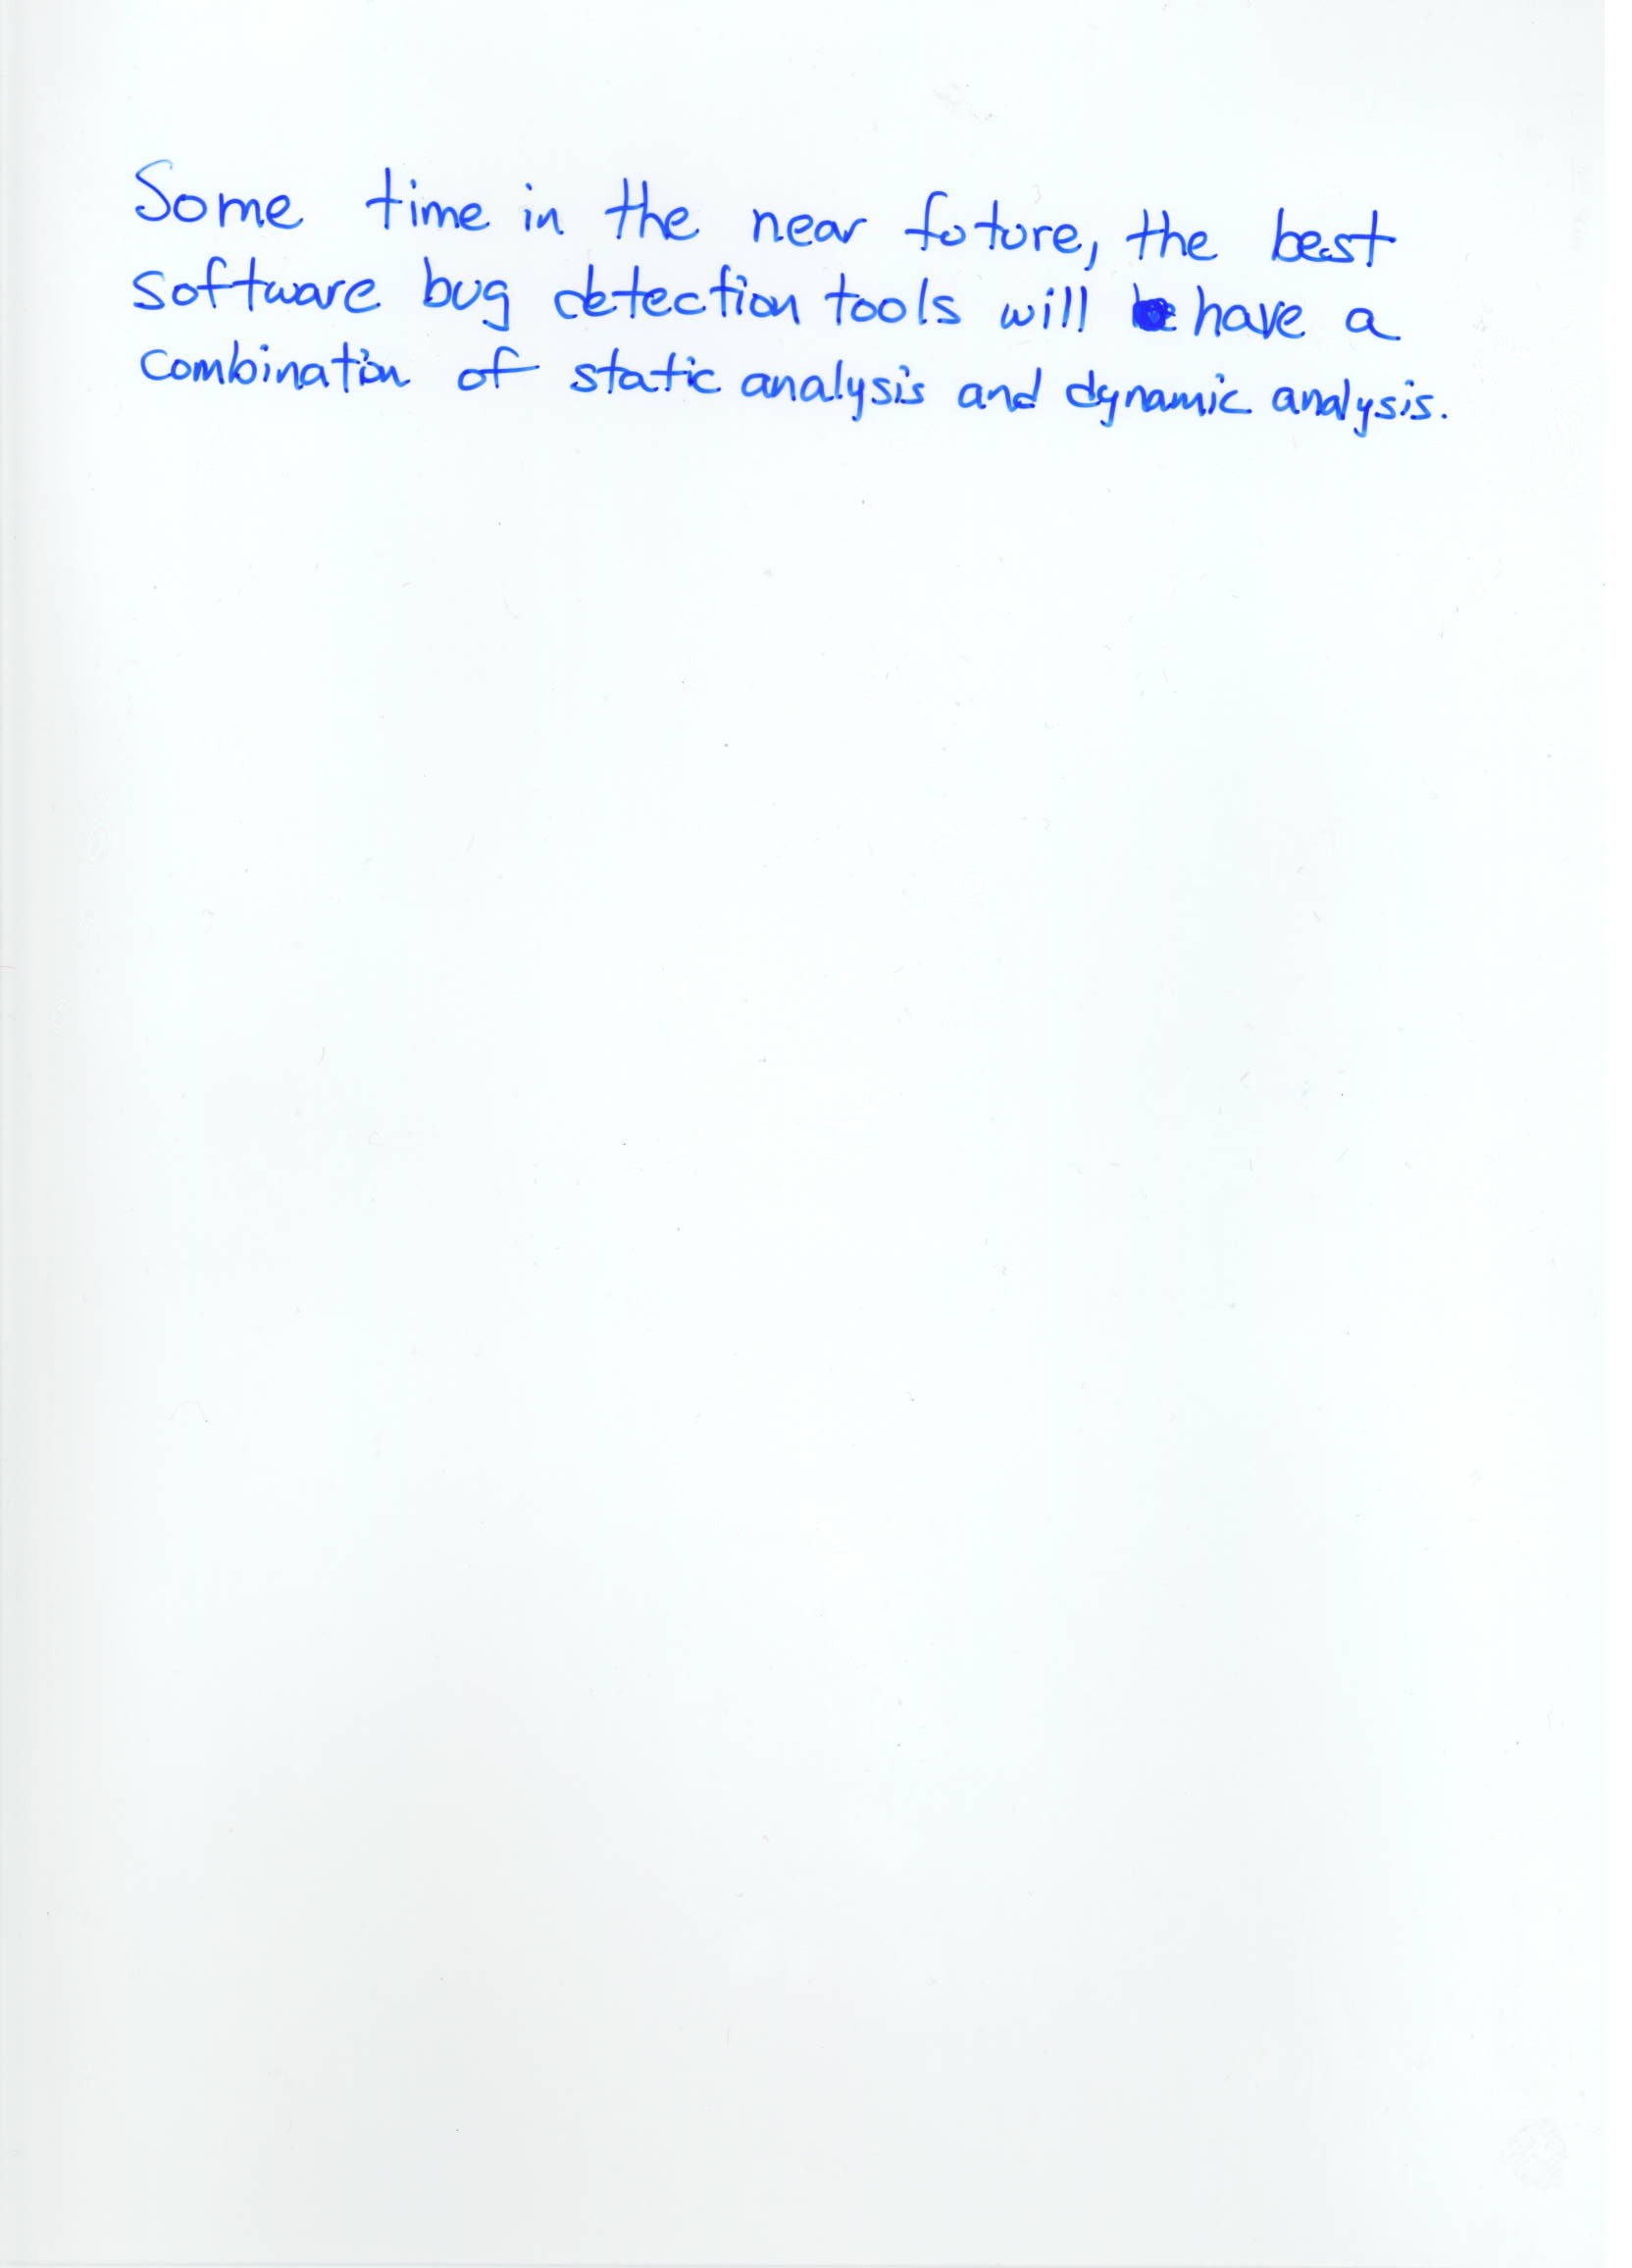 Some time in the near future, the best
software bug detection tools will have a
combination of static analysis and dynamic analysis.